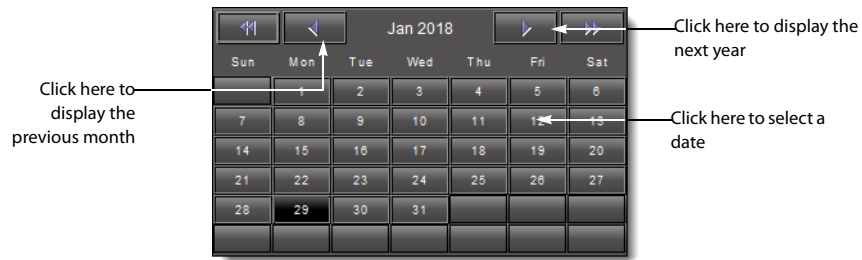 Jan 2018
Click here to display the
next year
Sun Mon Tue Wed Thu Fri Sat
Click here to
display the
previous month
1 2 3 4 5 6
7 8 9 10 11 12 13
Click here to select a
date
14 15 16 17 18 19 20
21 22 23 24 25 26 27
28 29 30 31